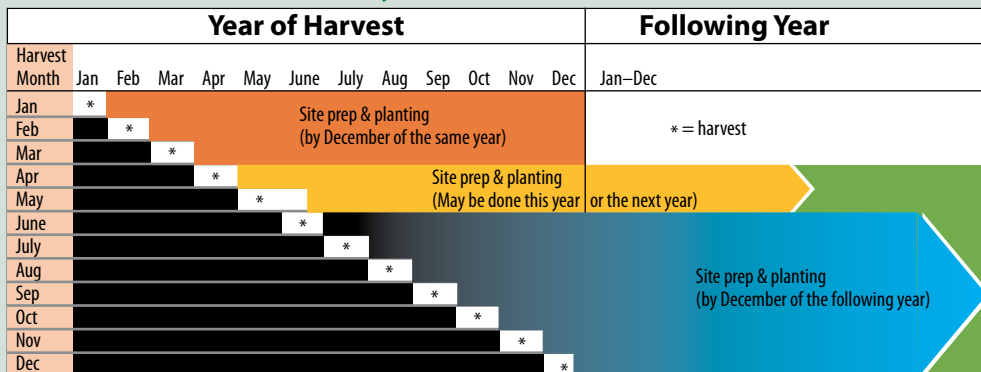 Year of Harvest Following Year
Harvest
Month Jan Feb Mar Apr May June July Aug Sep Oct Nov Dec Jan–Dec
Jan *
Feb *
Mar *
Apr *
May *
June *
July *
Aug *
Sep *
Oct *
Nov *
Dec *
Site prep & planting
(by December of the same year)
* = harvest
Site prep & planting
(May be done this year or the next year)
Site prep & planting
(by December of the following year)